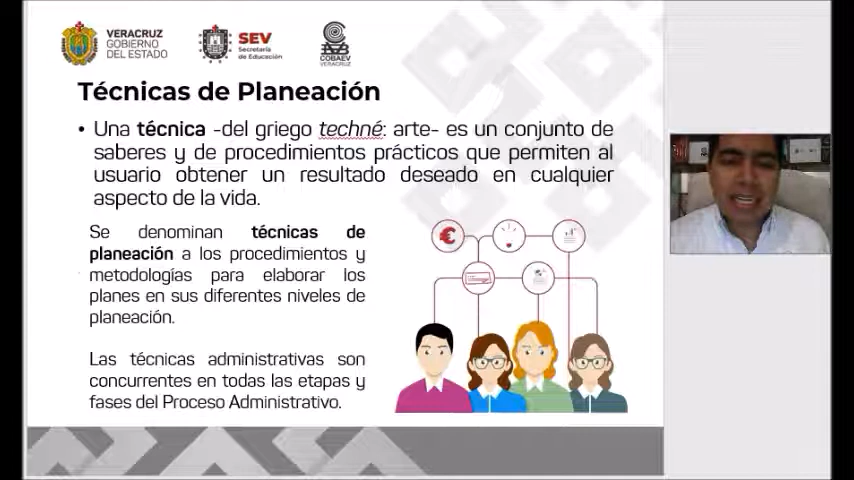 VERACRUZ
GOBIERNO
DEL ESTADO
SEV
Secretaría
de Educación
COBAEV
VERACRUZ
Técnicas de Planeación
• Una técnica -del griego techné: arte- es un conjunto de
saberes y de procedimientos prácticos que permiten al
usuario obtener un resultado deseado en cualquier
aspecto de la vida.
Se denominan técnicas de
planeación a los procedimientos y
metodologías para elaborar los
planes en sus diferentes niveles de
planeación.
Las técnicas administrativas son
concurrentes en todas las etapas y
fases del Proceso Administrativo.